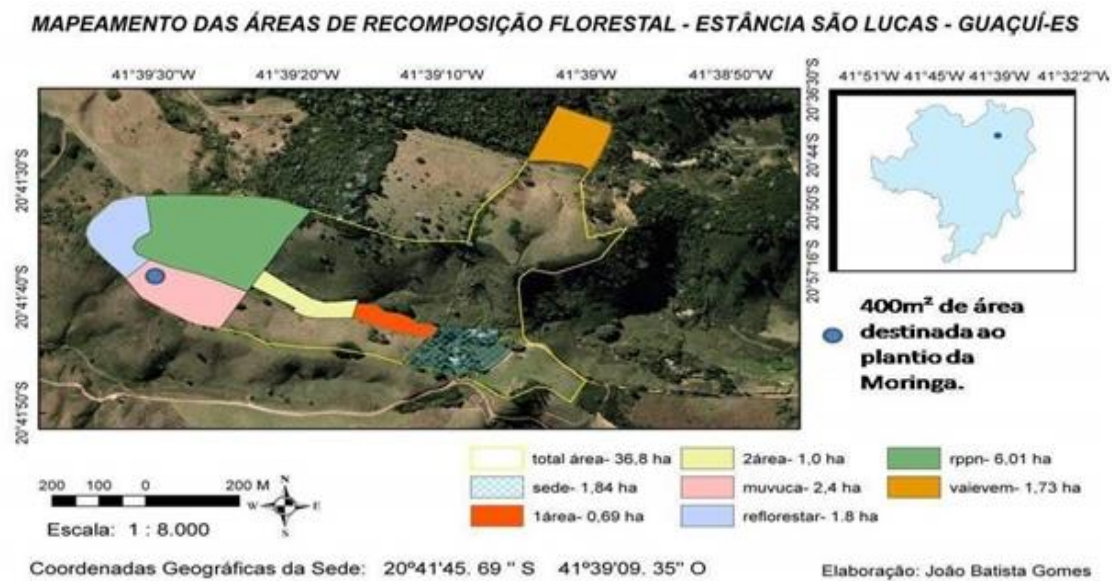 MAPEAMENTO DAS ÁREAS DE RECOMPOSIÇÃO FLORESTAL - ESTÂNCIA SÃO LUCAS - GUAÇUÍ-ES
41°39'30"W 41°39'20"W 41°39'10"W 41°39'W 41°38'50"W
41°51'W 41°45'W 41°39'W 41°32'2"W
20°41'30"S
20°41'40"S
20°41'50"S
20°36'30"S
20°44'S
20°50'S
20°57'16"S
400m² de área
destinada ao
plantio da
Moringa.
total área- 36,8 ha
2área- 1,0 ha
rppn- 6,01 ha
sede- 1,84 ha
muvuca- 2,4 ha
vaievem- 1,73 ha
1área- 0,69 ha
reflorestar- 1.8 ha
200 100 0 200 M
N
W E
S
Escala: 1 : 8.000
Coordenadas Geográficas da Sede: 20º41'45. 69 " S 41º39'09. 35" O
Elaboração: João Batista Gomes